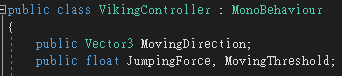 public class VikingController : MonoBehaviour
{
public Vector3 MovingDirection;
public float JumpingForce, MovingThreshold;